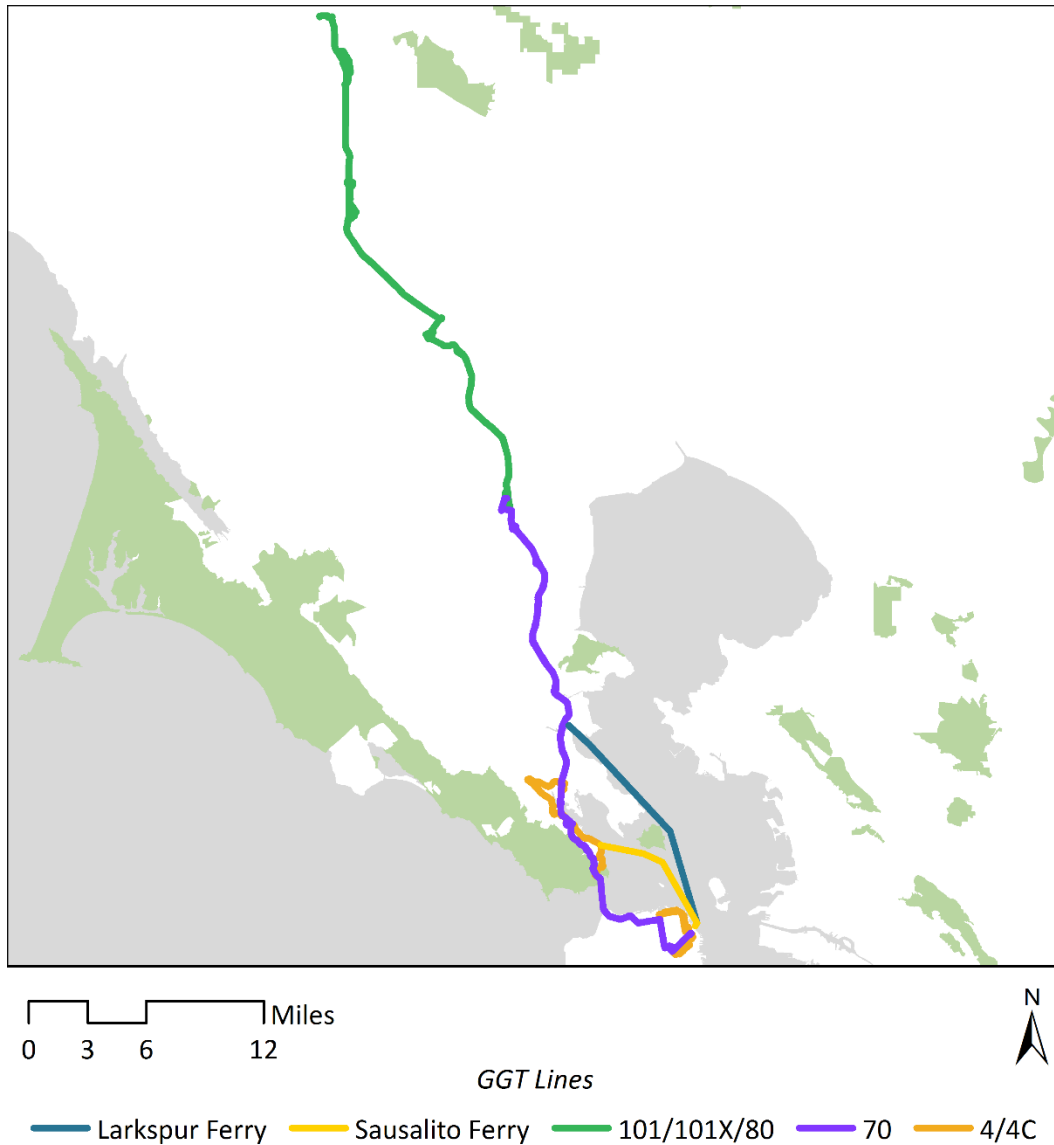 Miles
N
0 3 6 12
GGT Lines
Larkspur Ferry Sausalito Ferry 101/101X/80 70 4/4C